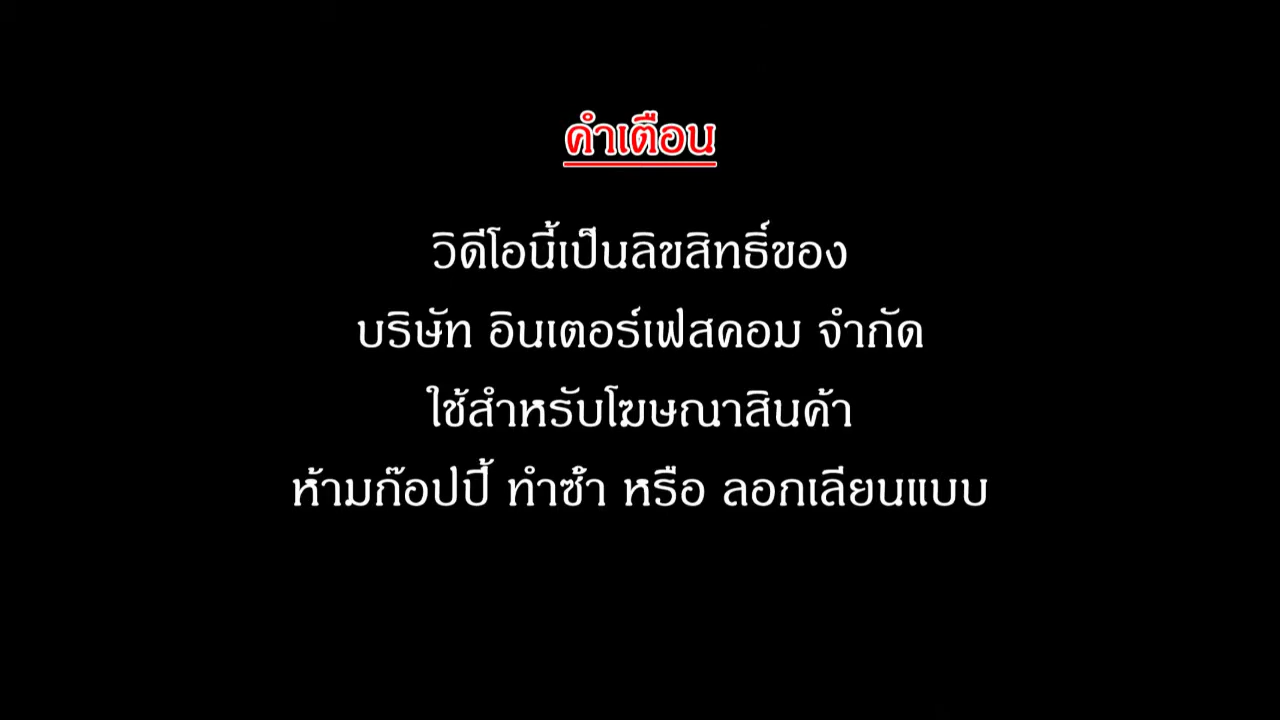 คำเตือน
วิดีโอนี้เป็นลิขสิทธิ์ของ
บริษัท อินเตอร์เฟสคอม จำกัด
ใช้สำหรับโฆษณาสินค้า
ห้ามก๊อปปี้ ทำซ้ำ หรือ ลอกเลียนแบบ